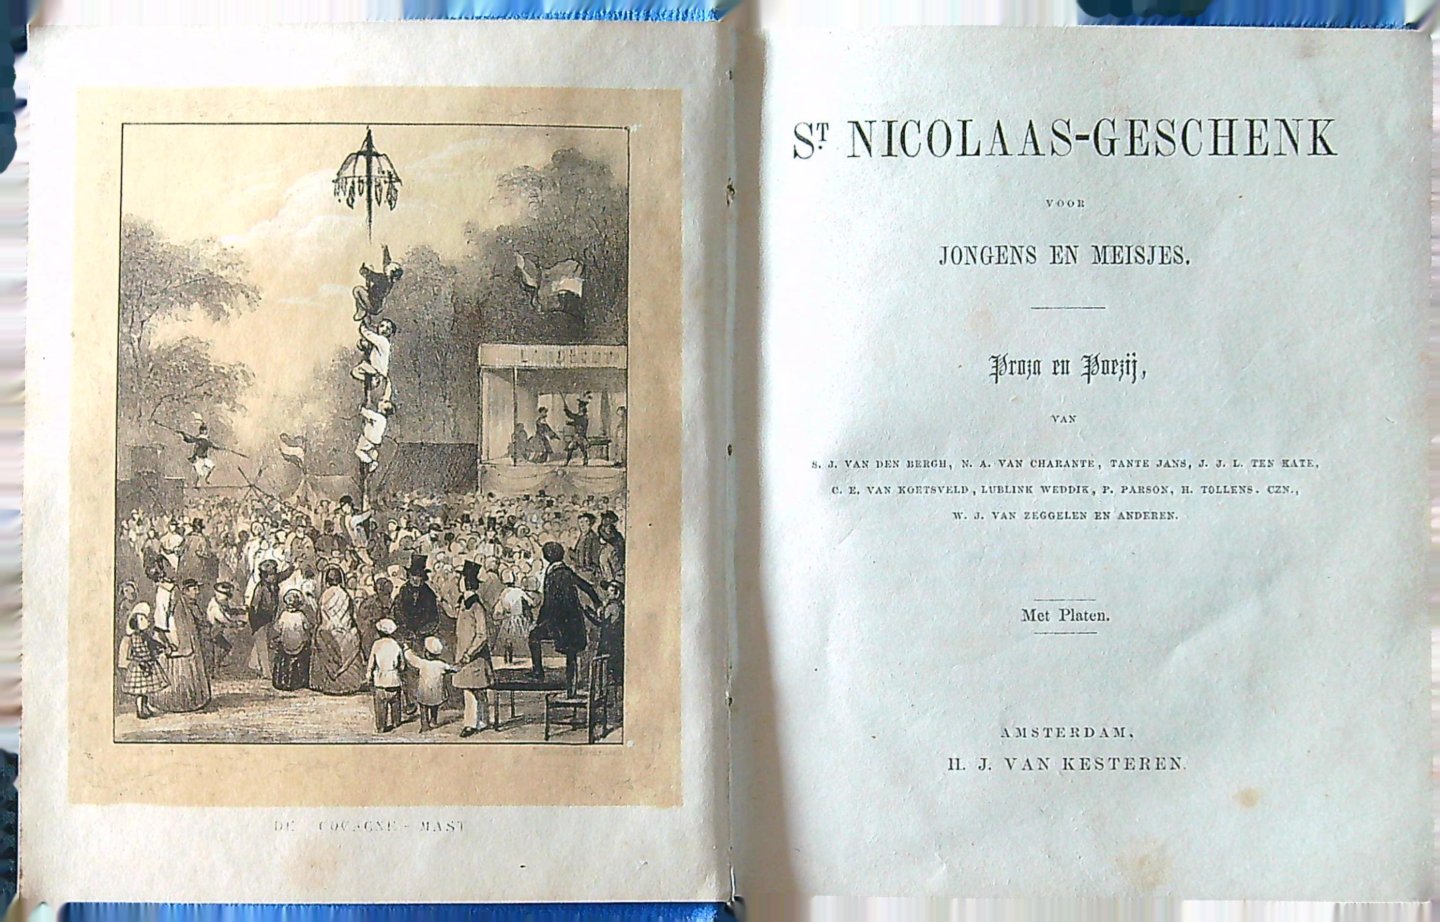 DE COCAGNE-MAST
ST NICOLAAS-GESCHENK
VOOR
JONGENS EN MEISJES.
Proza en Poezij,
VAN
S. J. VAN DEN BERGH, N. A. VAN CHARANTE, TANTE JANS, J. J. L. TEN KATE,
C. E. VAN KOETSVELD, LUBLINK WEDDIK, P. PARSON, H. TOLLENS. CZN.,
W. J. VAN ZEGGELEN EN ANDEREN.
Met Platen.
AMSTERDAM,
H. J. VAN KESTEREN.